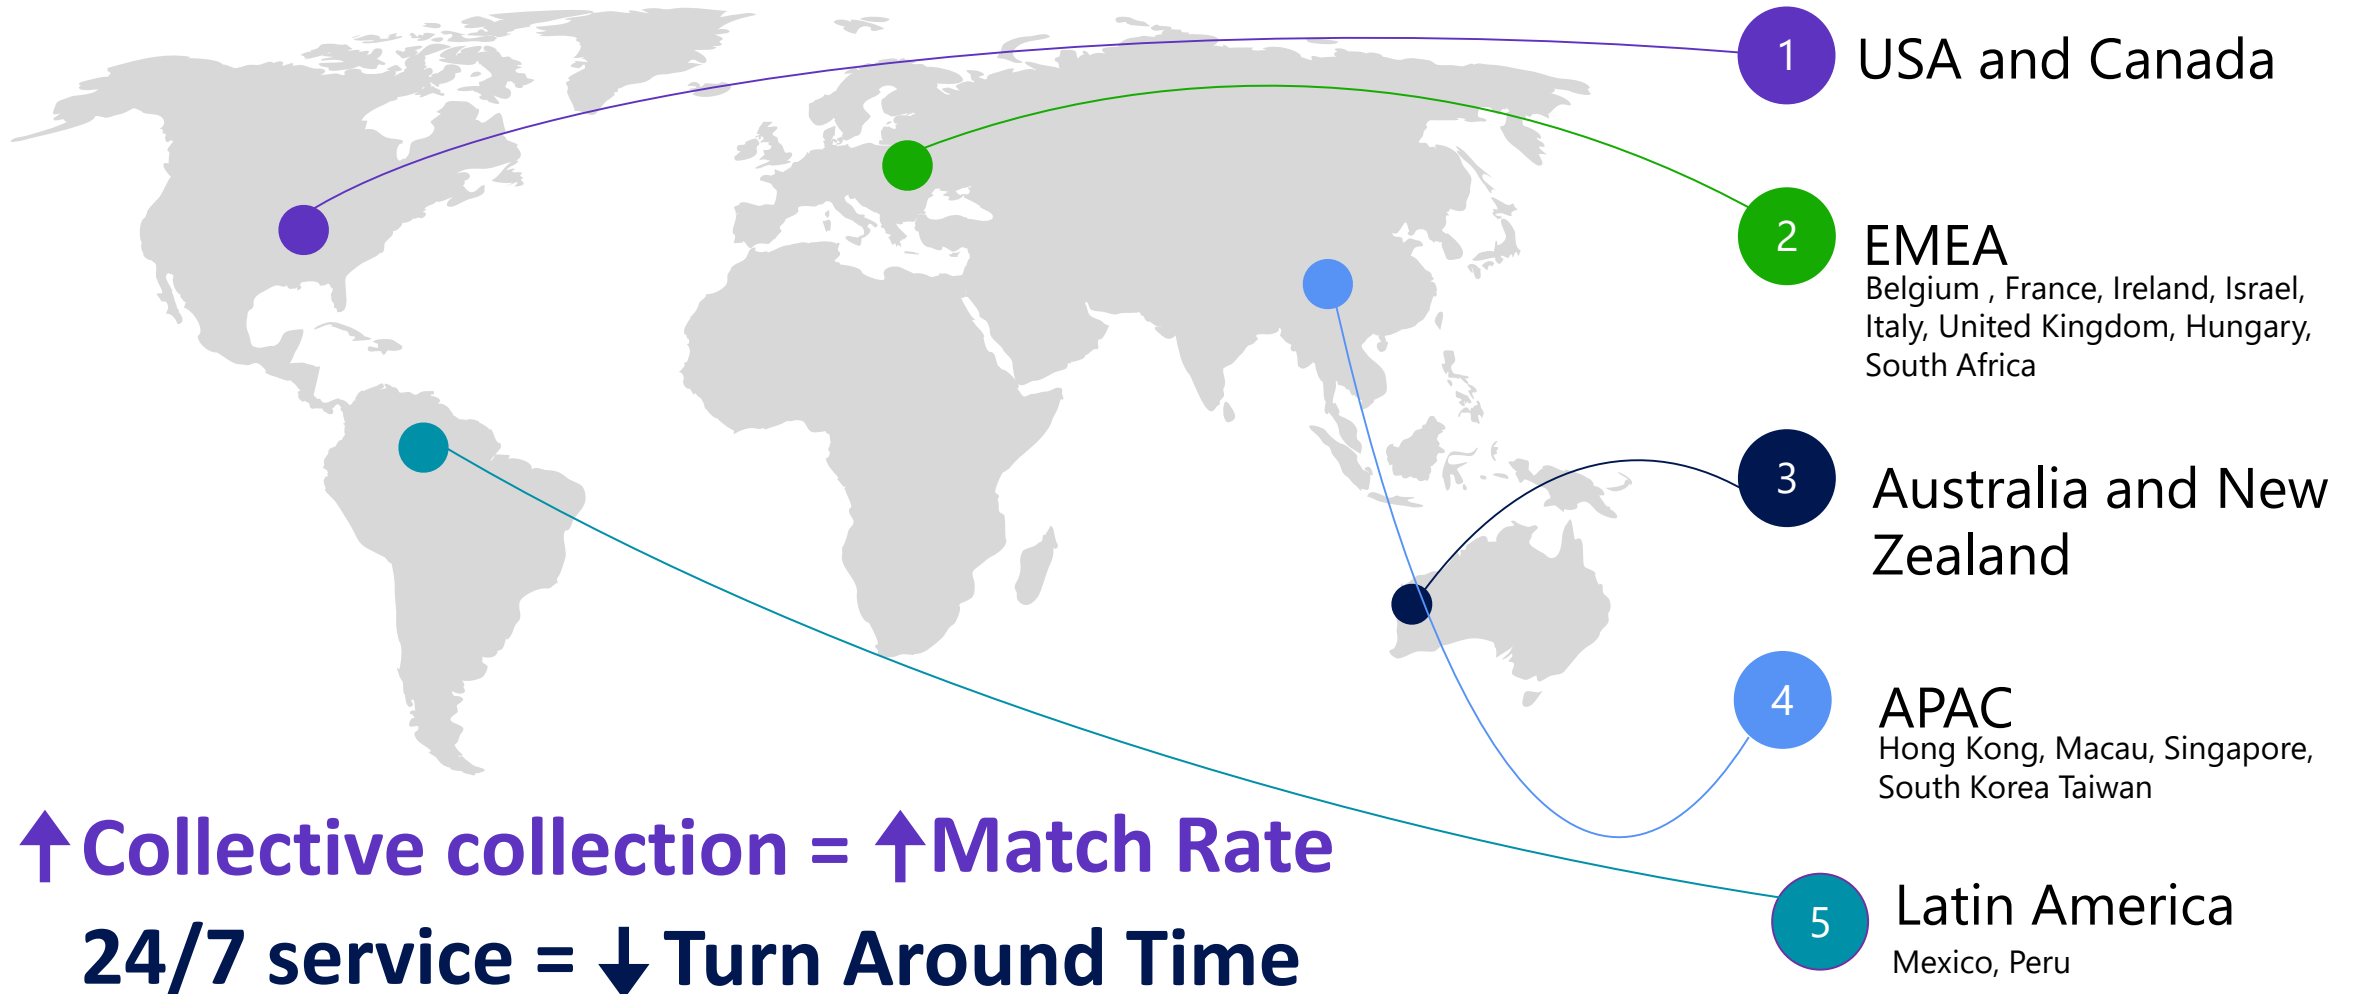 1
USA and Canada
2
EMEA
Belgium , France, Ireland, Israel,
Italy, United Kingdom, Hungary,
South Africa
3
Australia and New
Zealand
4
APAC
Hong Kong, Macau, Singapore,
South Korea Taiwan
5
Latin America
Mexico, Peru
↑Collective collection = ↑Match Rate
24/7 service = ↓Turn Around Time